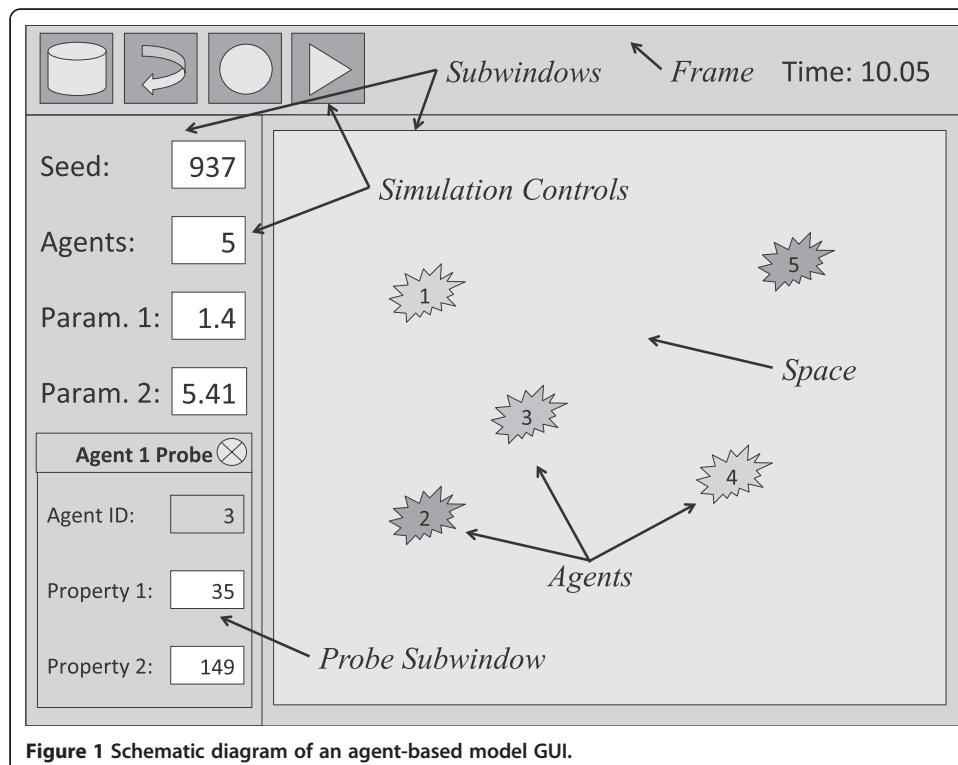 Subwindows
Frame
Time: 10.05
Seed: 937
Simulation Controls
Agents: 5
5
1
Param. 1: 1.4
Space
Param. 2: 5.41
3
Agent 1 Probe
4
Agent ID: 3
2
Agents
Property 1: 35
Probe Subwindow
Property 2: 149
Figure 1 Schematic diagram of an agent-based model GUI.